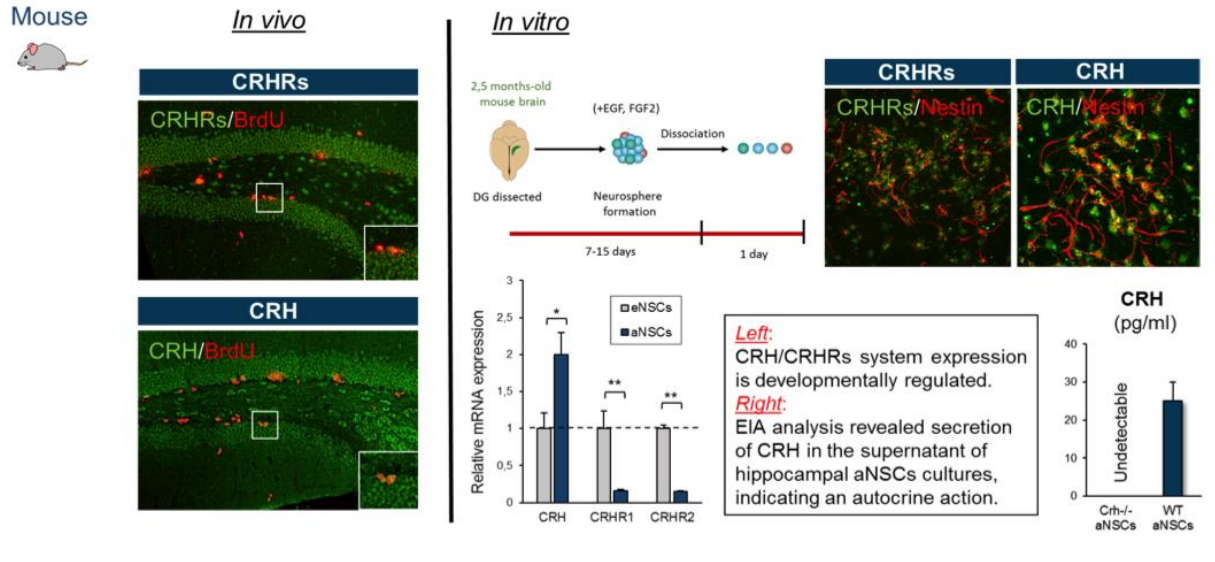 Mouse
In vivo
In vitro
CRHRs
CRHRs/BrdU
CRH
CRH/BrdU
2,5 months-old
mouse brain
(+EGF, FGF2)
Dissociation
DG dissected
Neurosphere
formation
7-15 days
1 day
CRHRs
CRHRs/Nestin
CRH
CRH/Nestin
Relative mRNA expression
3
2,5
2
1,5
1
0,5
0
eNSCs
aNSCs
*
**
**
CRH
CRHR1
CRHR2
Left:
CRH/CRHRs system expression
is developmentally regulated.
Right:
EIA analysis revealed secretion
of CRH in the supernatant of
hippocampal aNSCs cultures,
indicating an autocrine action.
CRH
(pg/ml)
40
30
20
10
0
Undetectable
Crh-/-
aNSCs
WT
aNSCs